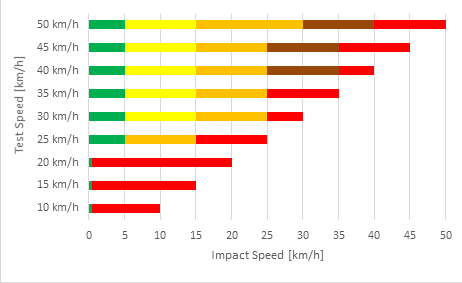 50 km/h
45 km/h
40 km/h
35 km/h
30 km/h
25 km/h
20 km/h
15 km/h
10 km/h
Test Speed [km/h]
0 5 10 15 20 25 30 35 40 45 50
Impact Speed [km/h]